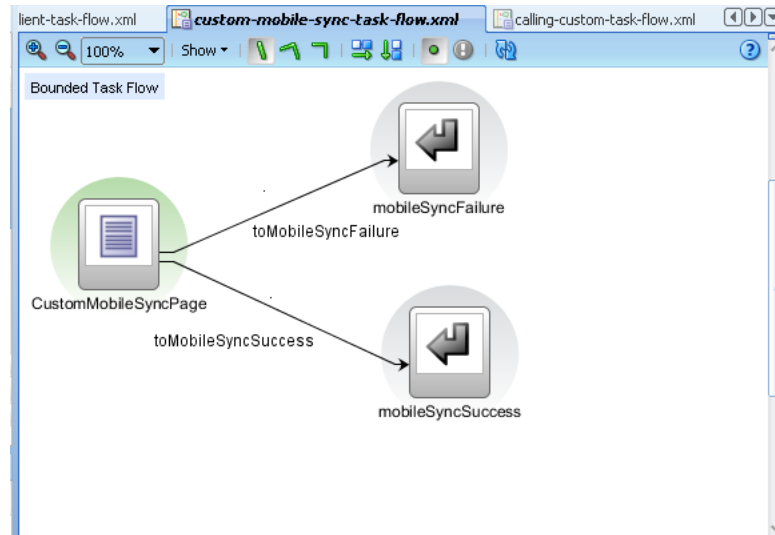 lient-task-flow.xml custom-mobile-sync-task-flow.xml calling-custom-task-flow.xml
100% Show
Bounded Task Flow
mobileSyncFailure
toMobileSyncFailure
CustomMobileSyncPage
toMobileSyncSuccess
mobileSyncSuccess